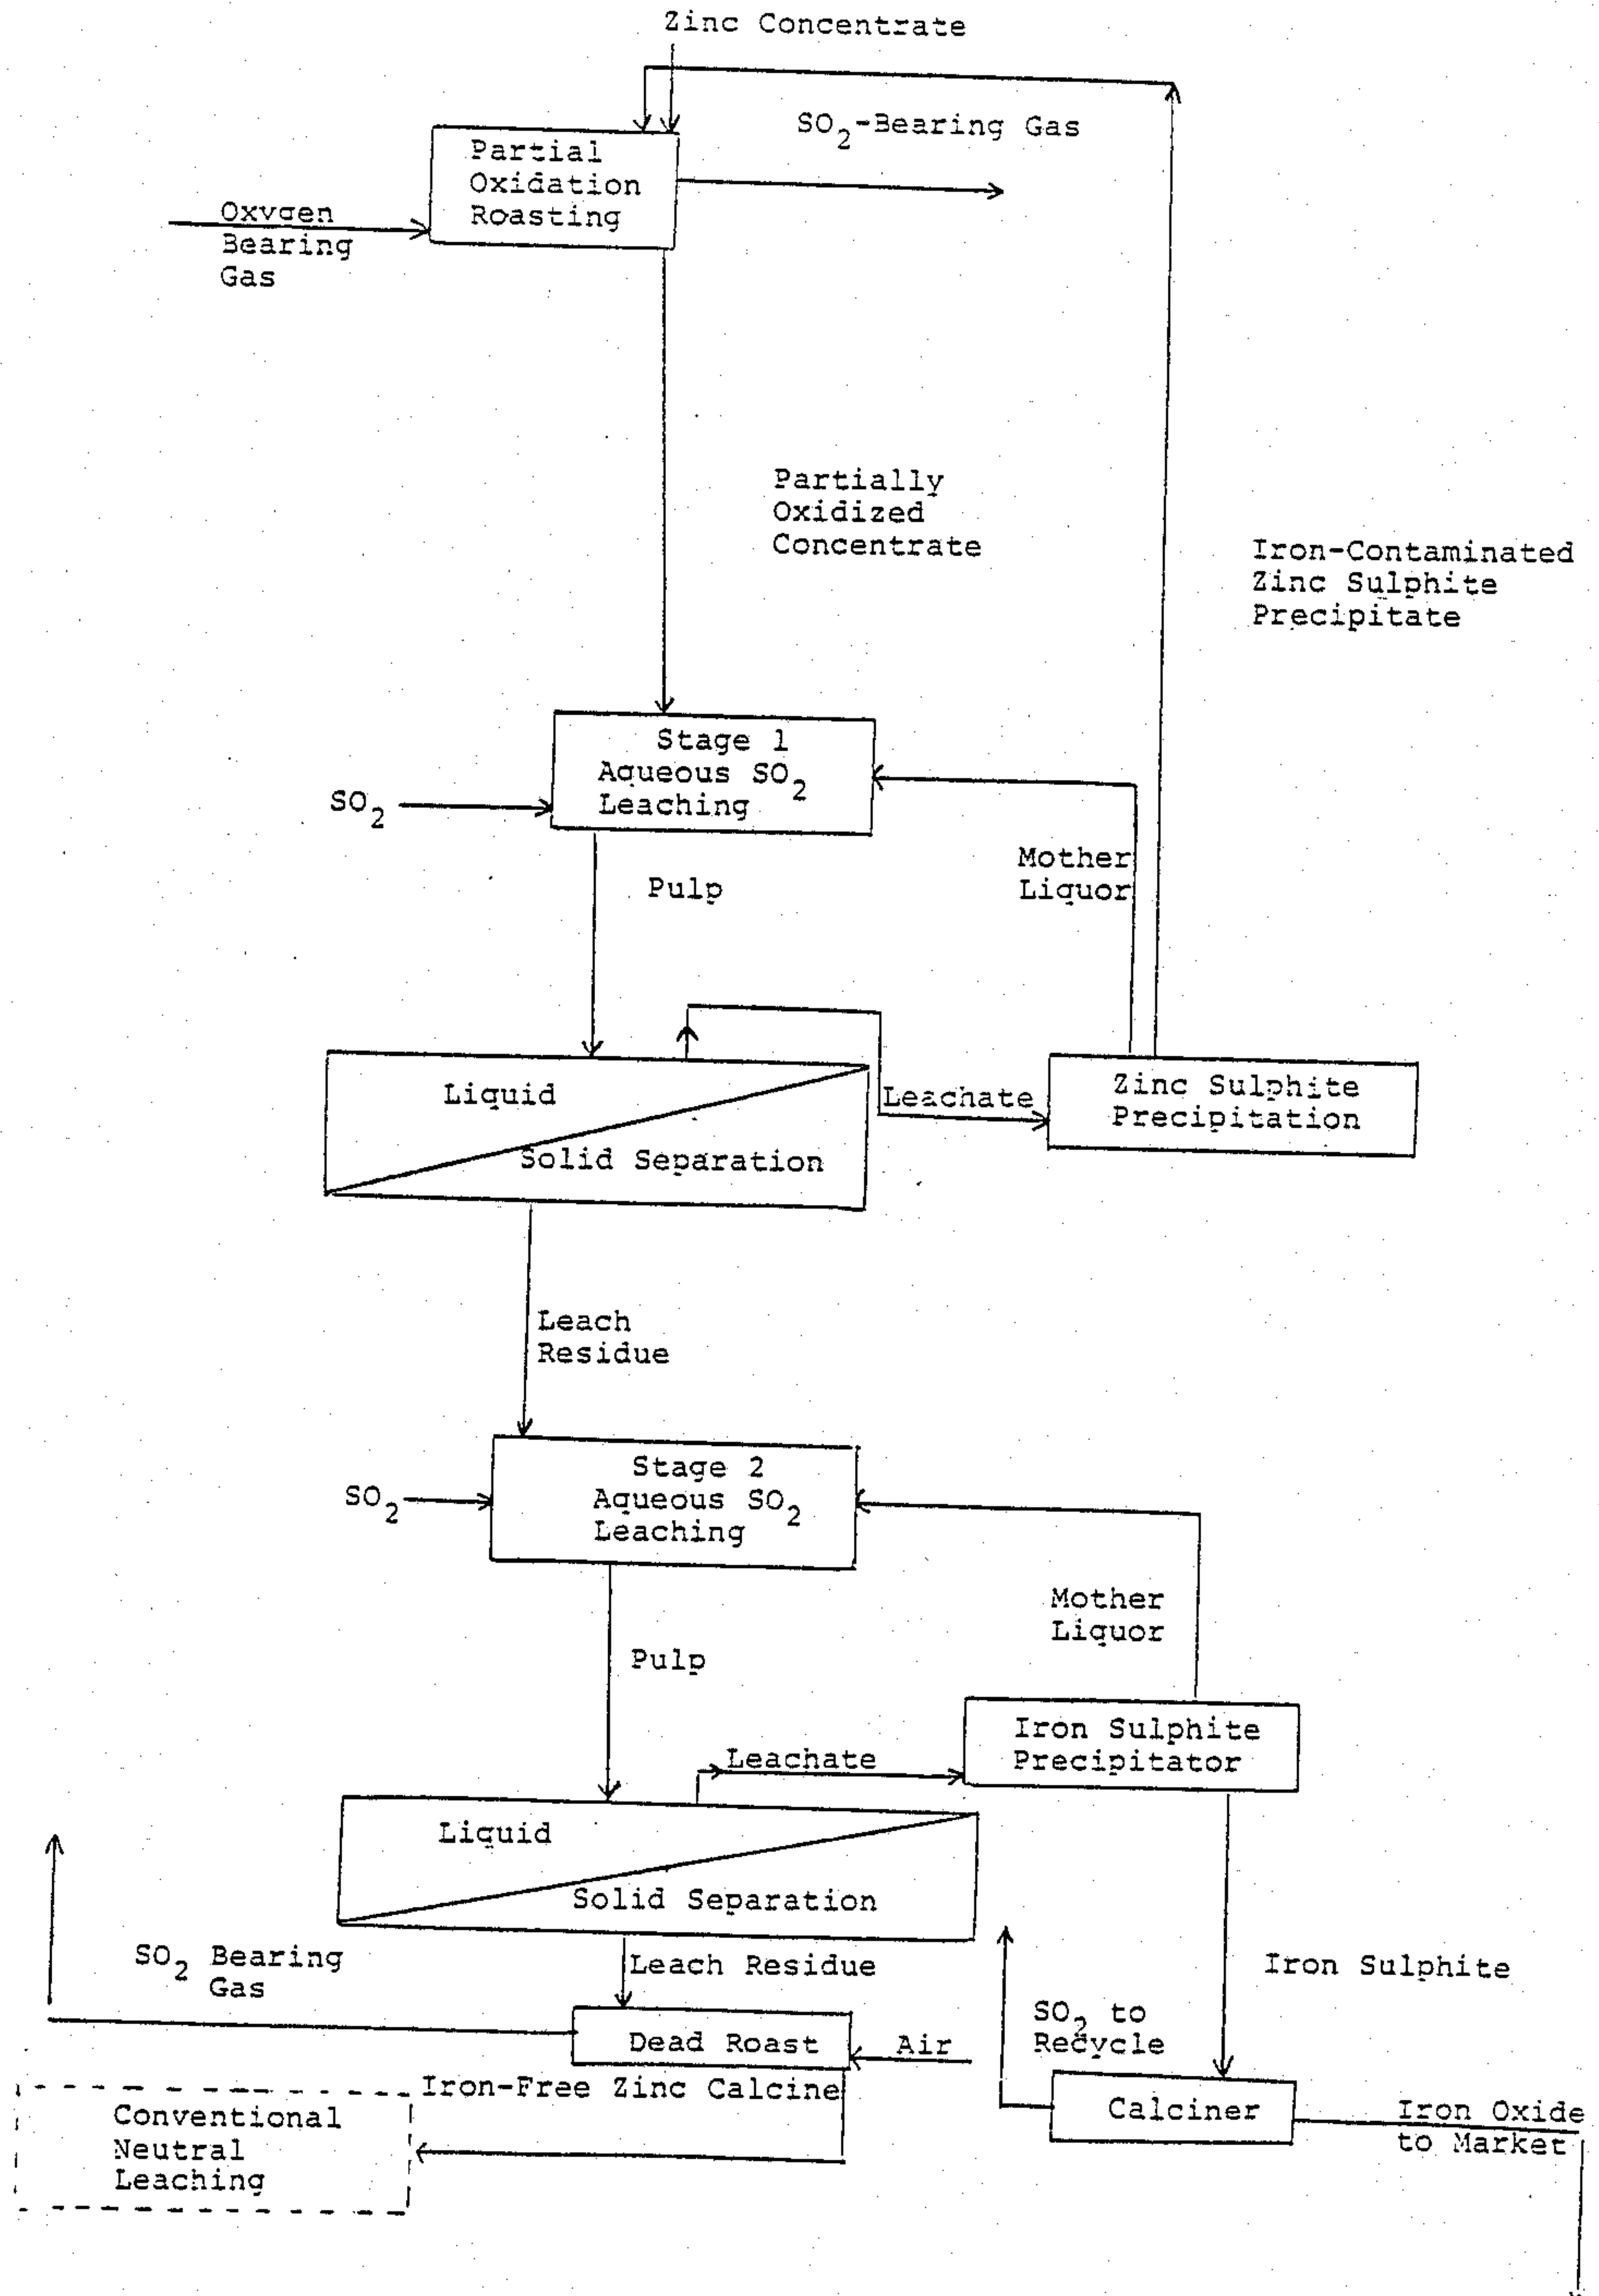 Zinc Concentrate
SO2-Bearing Gas
Partial
Oxidation
Roasting
Oxygen
Bearing
Gas
Partially
Oxidized
Concentrate
Iron-Contaminated
Zinc Sulphite
Precipitate
Stage 1
Aqueous SO2
Leaching
SO2
Mother
Liquor
Pulp
Liquid
Solid Separation
Leachate
Zinc Sulphite
Precipitation
Leach
Residue
Stage 2
Aqueous SO2
Leaching
SO2
Mother
Liquor
Pulp
Iron Sulphite
Precipitator
Leachate
Liquid
Solid Separation
SO2 Bearing
Gas
Leach Residue
Iron Sulphite
SO2 to
Recycle
Dead Roast
Air
Iron-Free Zinc Calcine
Conventional
Neutral
Leaching
Calciner
Iron Oxide
to Market